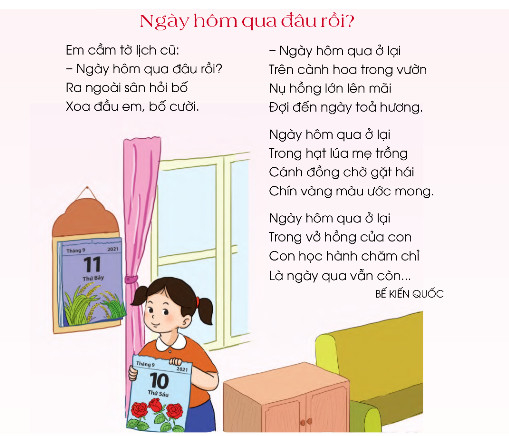 Ngày hôm qua đâu rồi?
Em cầm tờ lịch cũ:
– Ngày hôm qua đâu rồi?
Ra ngoài sân hỏi bố
Xoa đầu em, bố cười.
– Ngày hôm qua ở lại
Trên cành hoa trong vườn
Nụ hồng lớn lên mãi
Đợi đến ngày toả hương.
Ngày hôm qua ở lại
Trong hạt lúa mẹ trồng
Cánh đồng chờ gặt hái
Chín vàng màu ước mong.
Ngày hôm qua ở lại
Trong vở hồng của con
Con học hành chăm chỉ
Là ngày qua vẫn còn...
BẾ KIẾN QUỐC
Tháng 9 2021
11
Thứ Bảy
Tháng 9 2021
10
Thứ Sáu